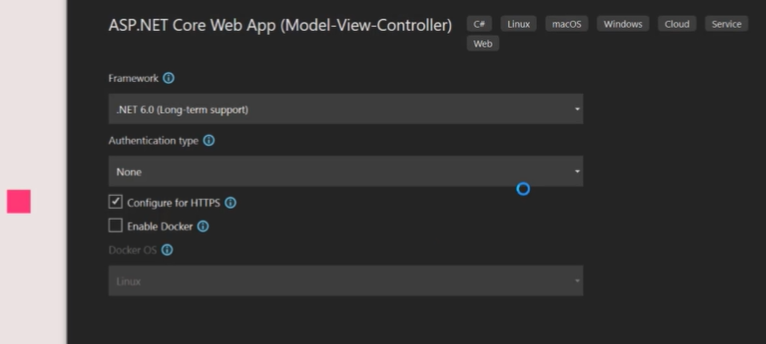 ASP.NET Core Web App (Model-View-Controller) C# Linux macOS Windows Cloud Service
Web
Framework
.NET 6.0 (Long-term support)
Authentication type
None
Configure for HTTPS
Enable Docker
Docker OS
Linux